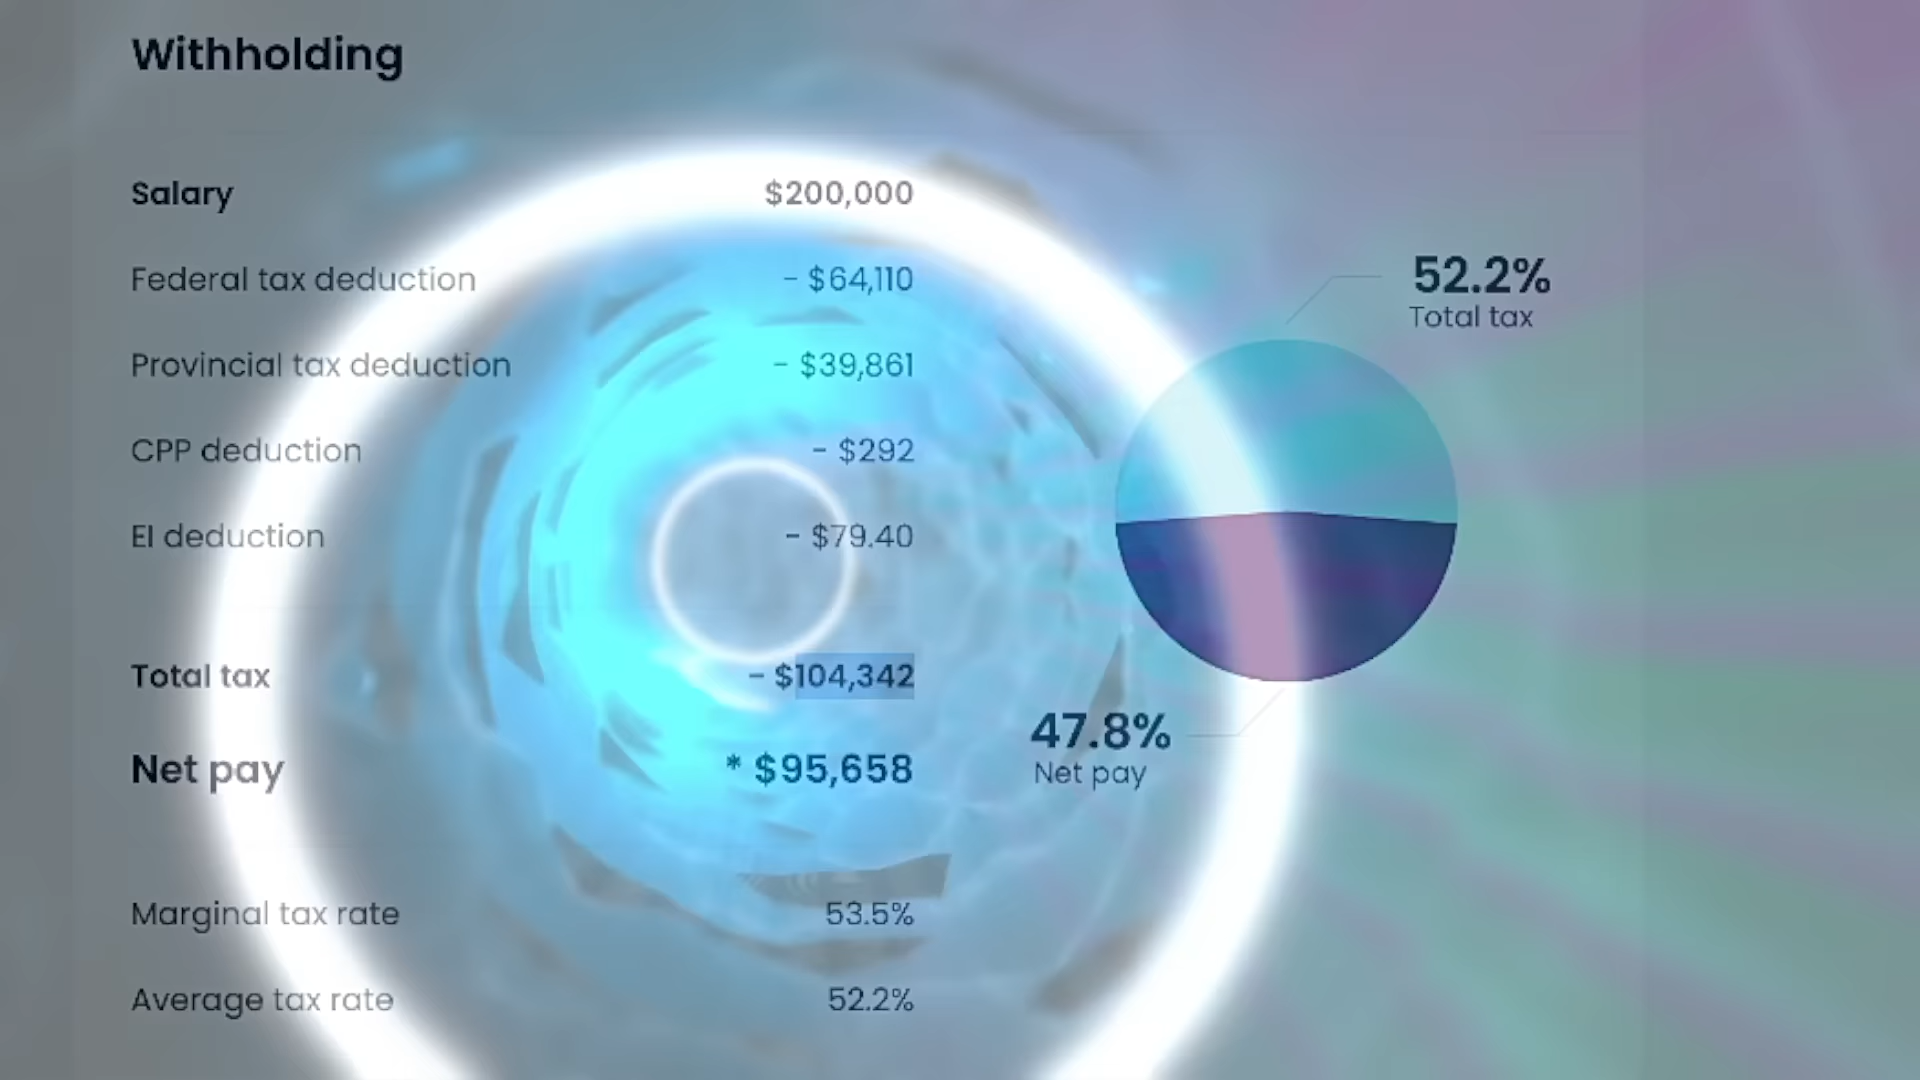 Withholding
Salary $200,000
Federal tax deduction - $64,110
Provincial tax deduction - $39,861
CPP deduction - $292
EI deduction - $79.40
Total tax - $104,342
Net pay * $95,658
Marginal tax rate 53.5%
Average tax rate 52.2%
52.2%
Total tax
47.8%
Net pay